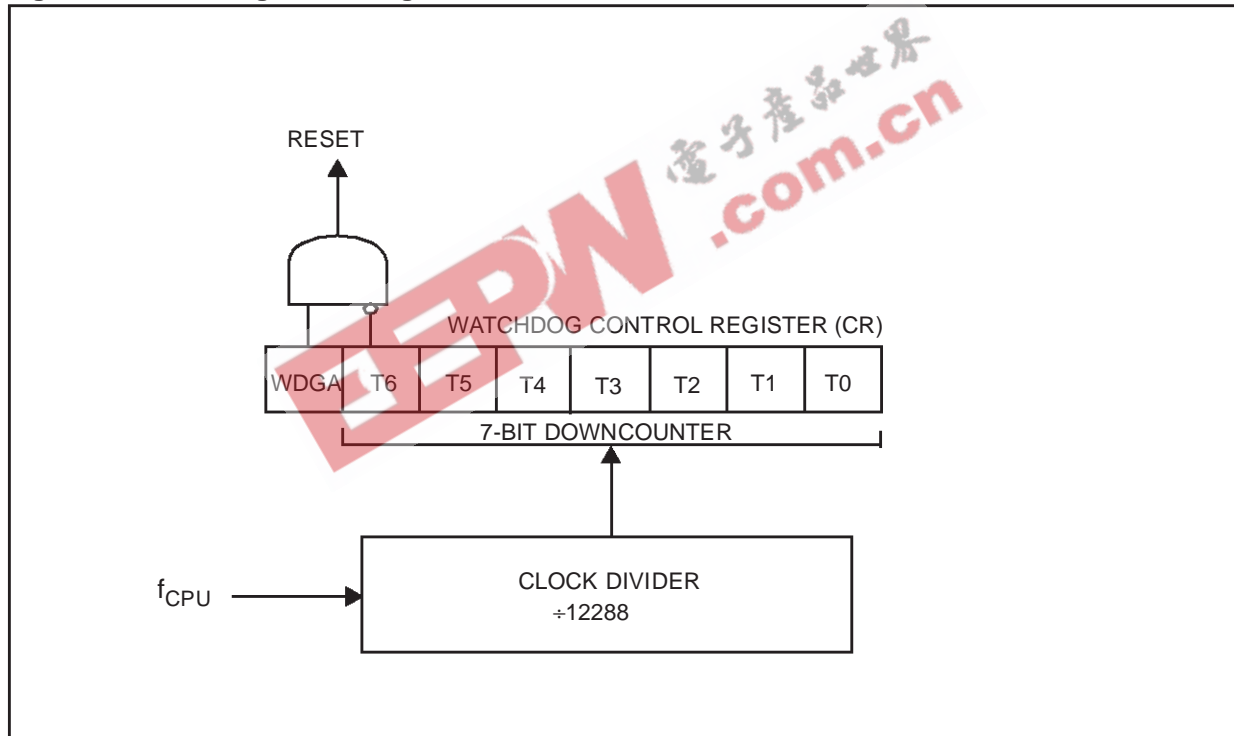 電子產品世界
.com.cn
EEPW
RESET
WATCHDOG CONTROL REGISTER (CR)
WDGA T6 T5 T4 T3 T2 T1 T0
7-BIT DOWNCOUNTER
fCPU
CLOCK DIVIDER
÷12288